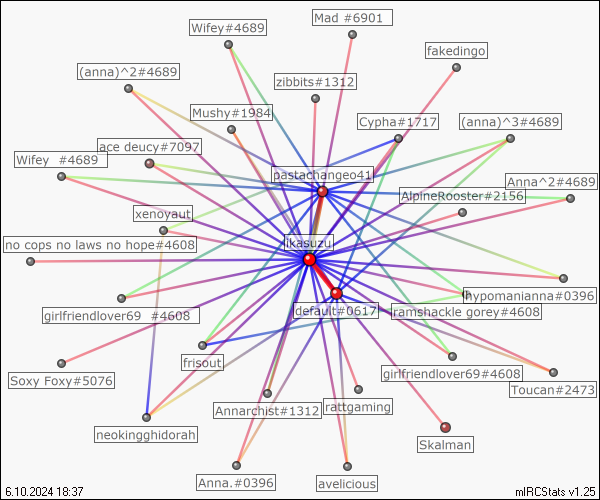 Mad #6901
Wifey#4689
fakedingo
(anna)^2#4689
zibbits#1312
Mushy#1984
Cypha#1717
(anna)^3#4689
ace deucy#7097
Wifey  #4689
pastachangeo41
Anna^2#4689
AlpineRooster#2156
xenoyaut
no cops no laws no hope#4608
ikasuzu
hypomanianna#0396
girlfriendlover69  #4608
default#0617
ramshackle gorey#4608
frisout
Soxy Foxy#5076
girlfriendlover69#4608
Toucan#2473
Annarchist#1312
rattgaming
neokingghidorah
Skalman
Anna.#0396
avelicious
6.10.2024 18:37
mIRCStats v1.25